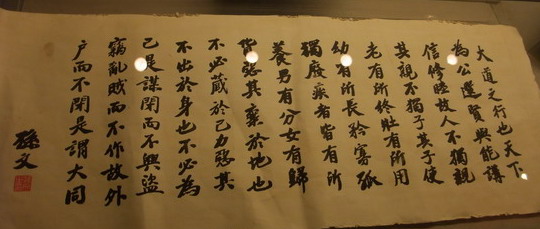 大道之行也天下
為公選賢與能講
信修睦故人不獨親
其親不獨子其子使
老有所終壯有所用
幼有所長矜寡孤
獨廢疾者皆有所
養男有分女有歸
貨惡其棄於地也
不必藏於己力惡其
不出於身也不必為
己是謀閉而不興盜
竊亂賊而不作故外
戶而不閉是謂大同
孫文